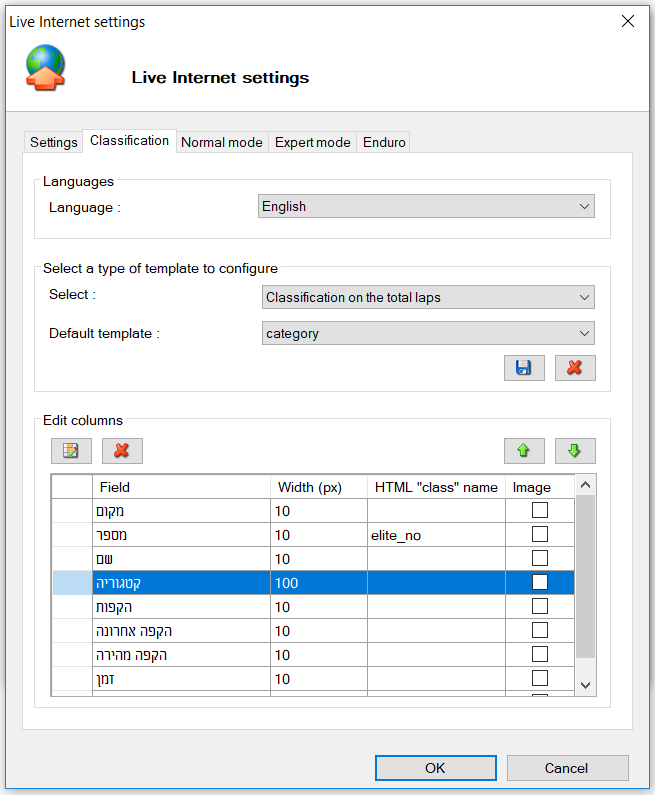 Live Internet settings
Live Internet settings
Settings Classification Normal mode Expert mode Enduro
Languages
Language : English
Select a type of template to configure
Select : Classification on the total laps
Default template : category
Edit columns
Field Width (px) HTML "class" name Image
מקום 10
מספר 10 elite_no
שם 10
קטגוריה 100
הקפות 10
הקפה אחרונה 10
הקפה מהירה 10
זמן 10
OK Cancel